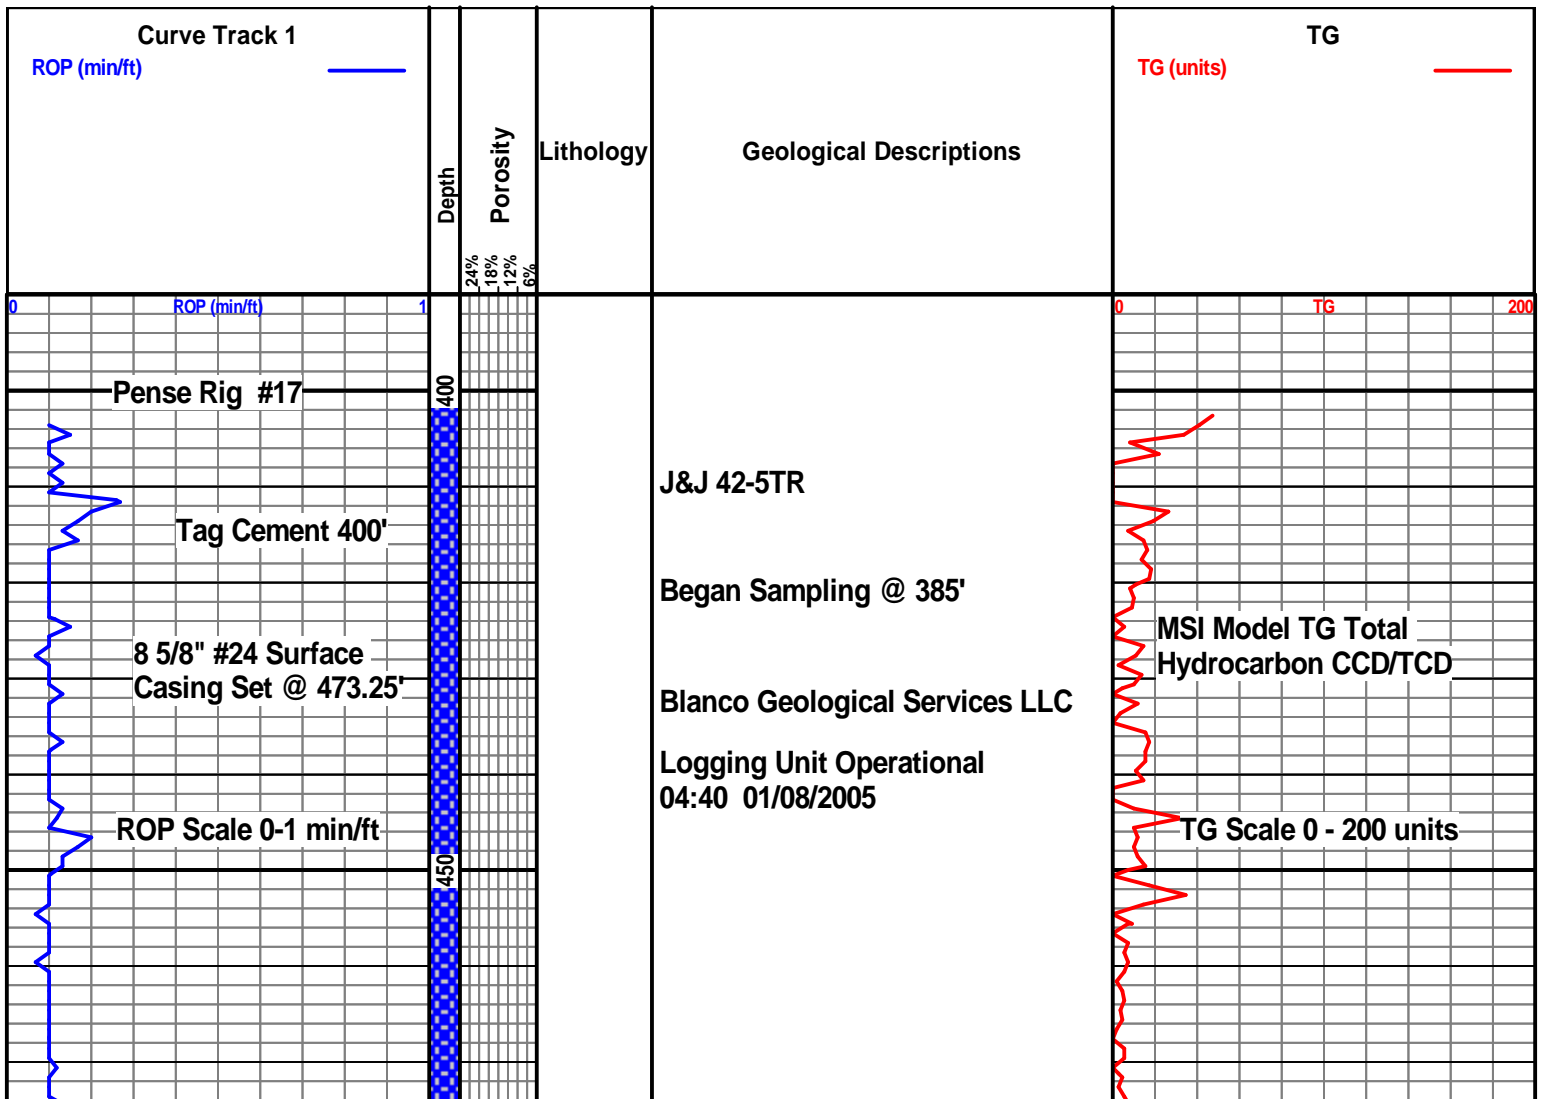 Curve Track 1
ROP (min/ft)
Depth
Porosity
24%
18%
12%
6%
Lithology
Geological Descriptions
TG
TG (units)
0 ROP (min/ft) 1
0 TG 200
Pense Rig #17
400
J&J 42-5TR
Tag Cement 400'
Began Sampling @ 385'
8 5/8" #24 Surface
Casing Set @ 473.25'
MSI Model TG Total
Hydrocarbon CCD/TCD
Blanco Geological Services LLC
Logging Unit Operational
04:40 01/08/2005
ROP Scale 0-1 min/ft
TG Scale 0 - 200 units
450